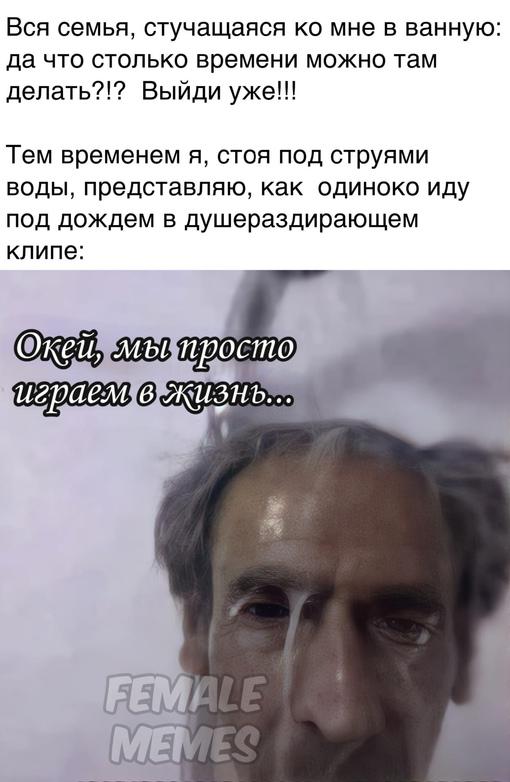 Вся семья, стучащаяся ко мне в ванную:
да что столько времени можно там
делать?!?  Выйди уже!!!
Тем временем я, стоя под струями
воды, представляю, как  одиноко иду
под дождем в душераздирающем
клипе:
Окей, мы просто
играем в жизнь...
FEMALE
MEMES